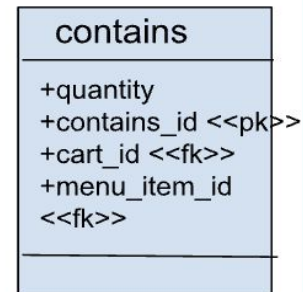 contains
+quantity
+contains_id <<pk>>
+cart_id <<fk>>
+menu_item_id
<<fk>>